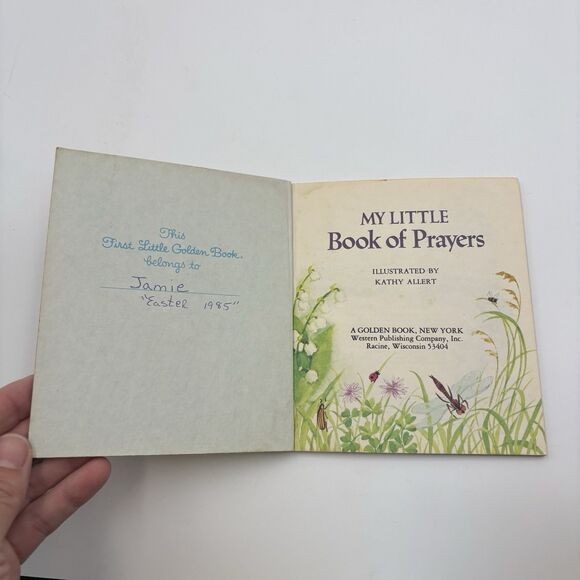 This
First Little Golden Book®
belongs to
Jamie
"Easter 1985"
MY LITTLE
Book of Prayers
ILLUSTRATED BY
KATHY ALLERT
A GOLDEN BOOK, NEW YORK
Western Publishing Company, Inc.
Racine, Wisconsin 53404